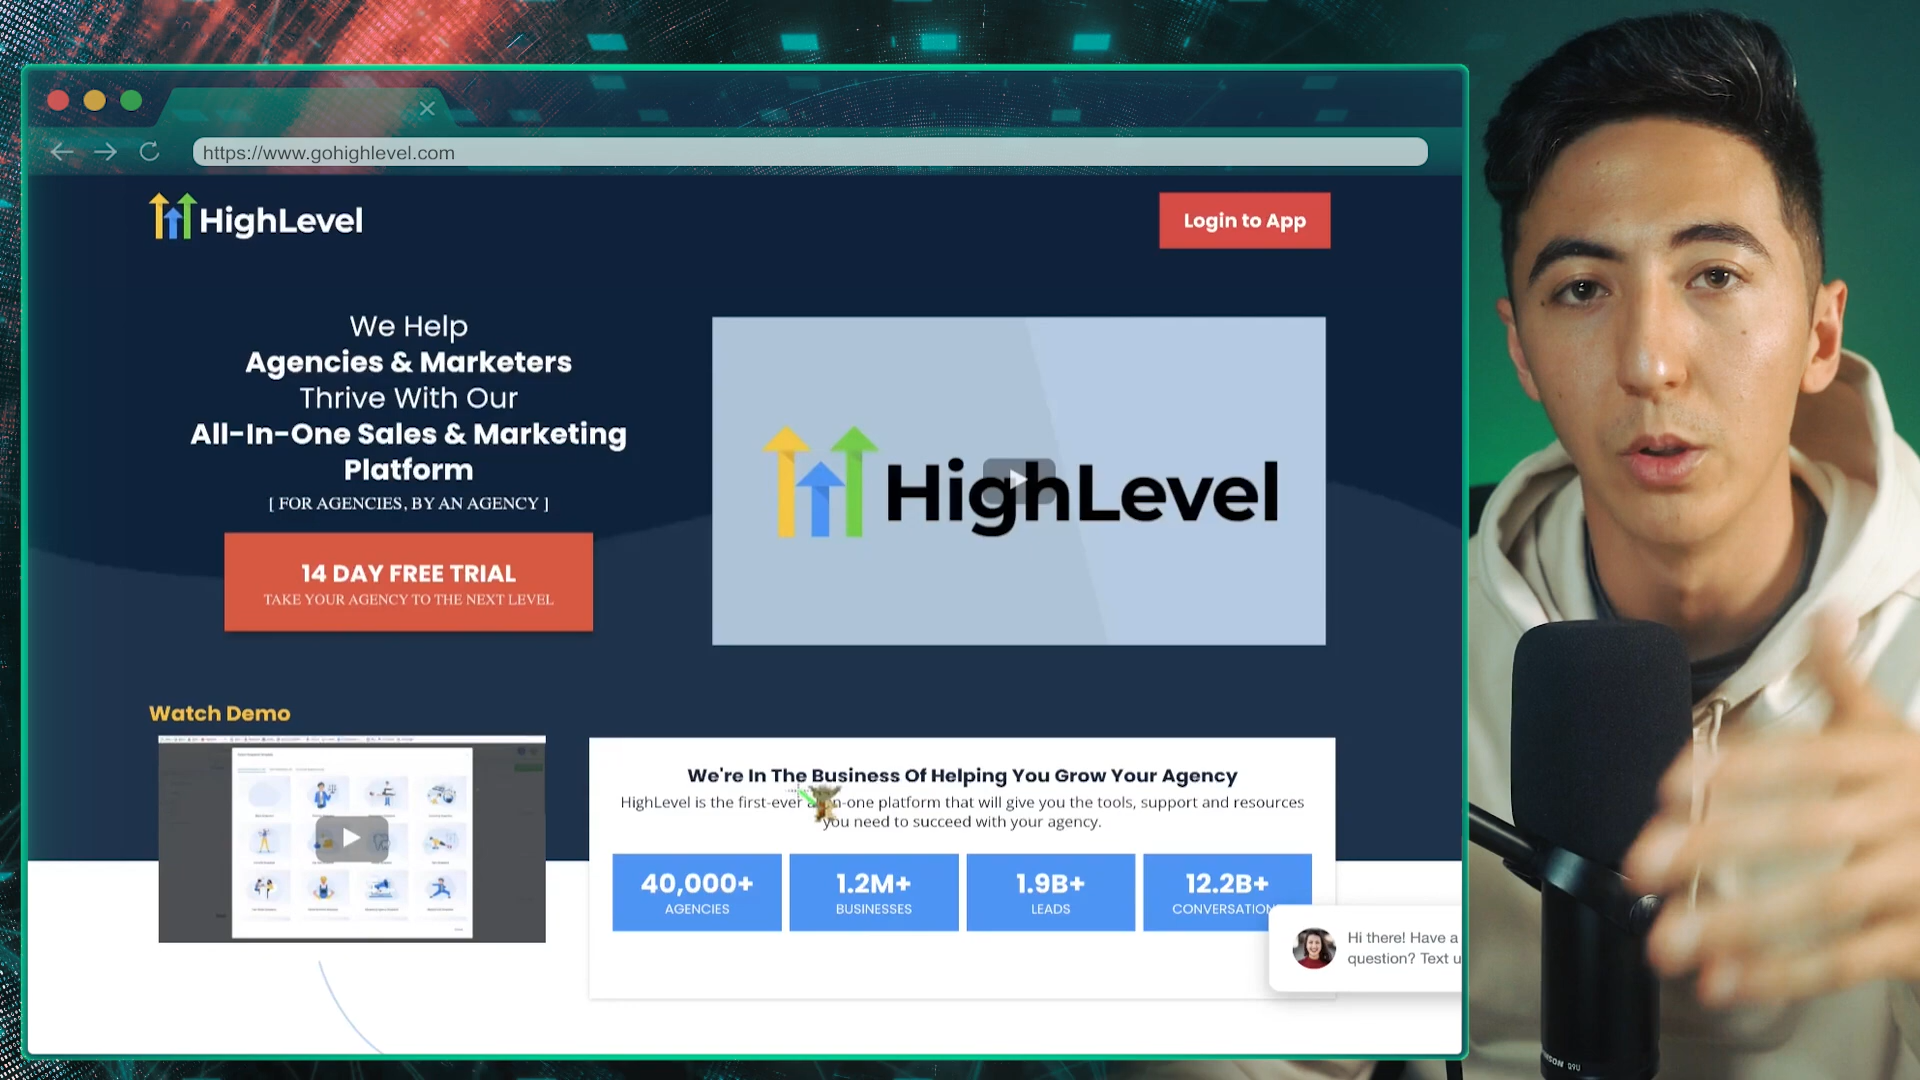 https://www.gohighlevel.com
HighLevel
Login to App
We Help
Agencies & Marketers
Thrive With Our
All-In-One Sales & Marketing
Platform
[ FOR AGENCIES, BY AN AGENCY ]
14 DAY FREE TRIAL
TAKE YOUR AGENCY TO THE NEXT LEVEL
HighLevel
Watch Demo
We're In The Business Of Helping You Grow Your Agency
HighLevel is the first-ever -in-one platform that will give you the tools, support and resources
you need to succeed with your agency.
40,000+
AGENCIES
1.2M+
BUSINESSES
1.9B+
LEADS
12.2B+
CONVERSATION
Hi there! Have a
question? Text u